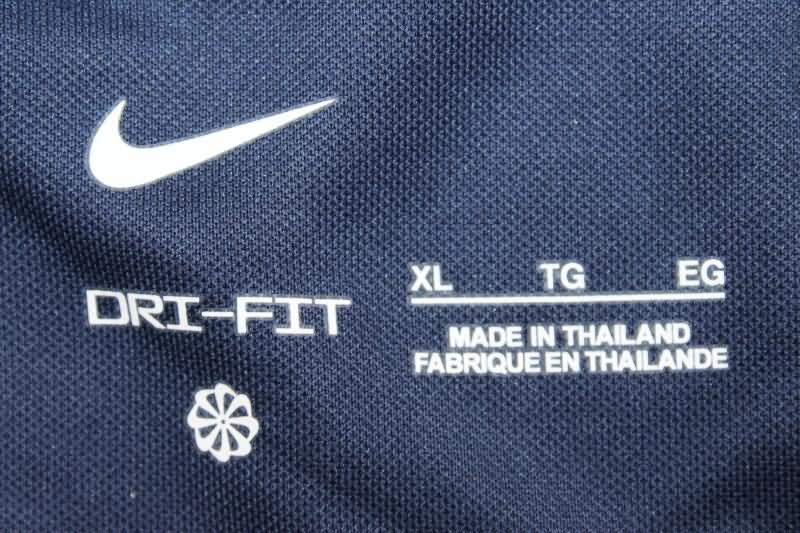 DRI-FIT
XL TG EG
MADE IN THAILAND
FABRIQUE EN THAILANDE